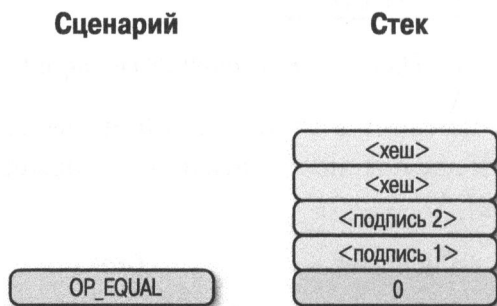 Сценарий
Стек
<хеш>
<хеш>
<подпись 2>
<подпись 1>
OP_EQUAL
0